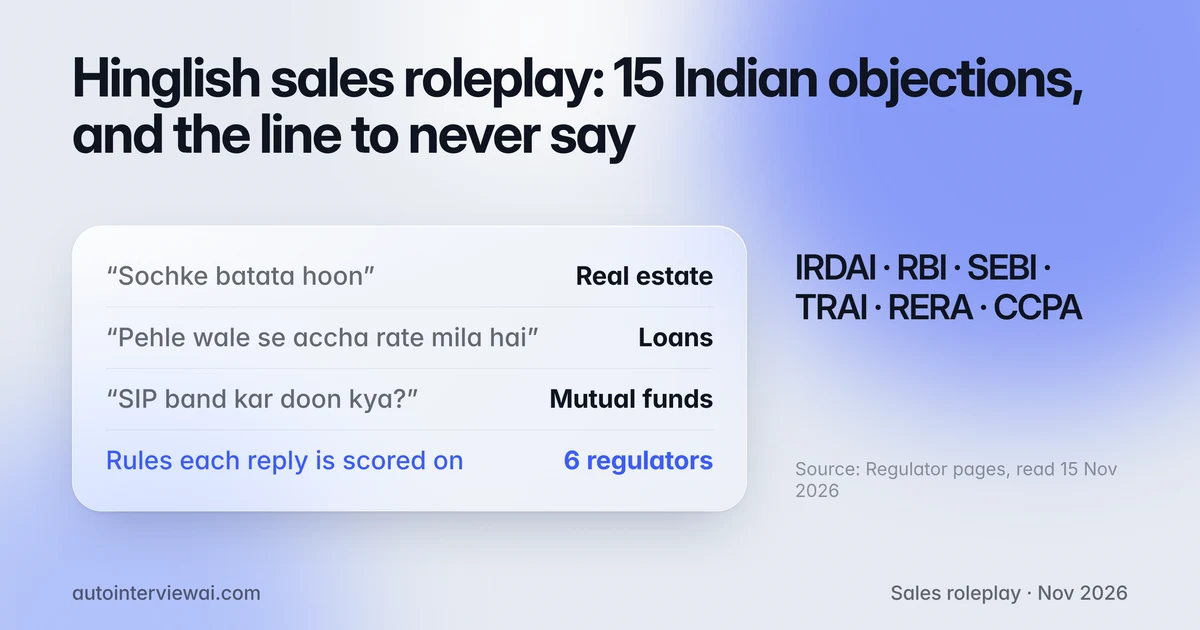 Hinglish sales roleplay: 15 Indian objections,
and the line to never say
“Sochke batata hoon” Real estate
“Pehle wale se accha rate mila hai” Loans
“SIP band kar doon kya?” Mutual funds
Rules each reply is scored on 6 regulators
IRDAI · RBI · SEBI ·
TRAI · RERA · CCPA
Source: Regulator pages, read 15 Nov
2026
autointerviewai.com
Sales roleplay · Nov 2026